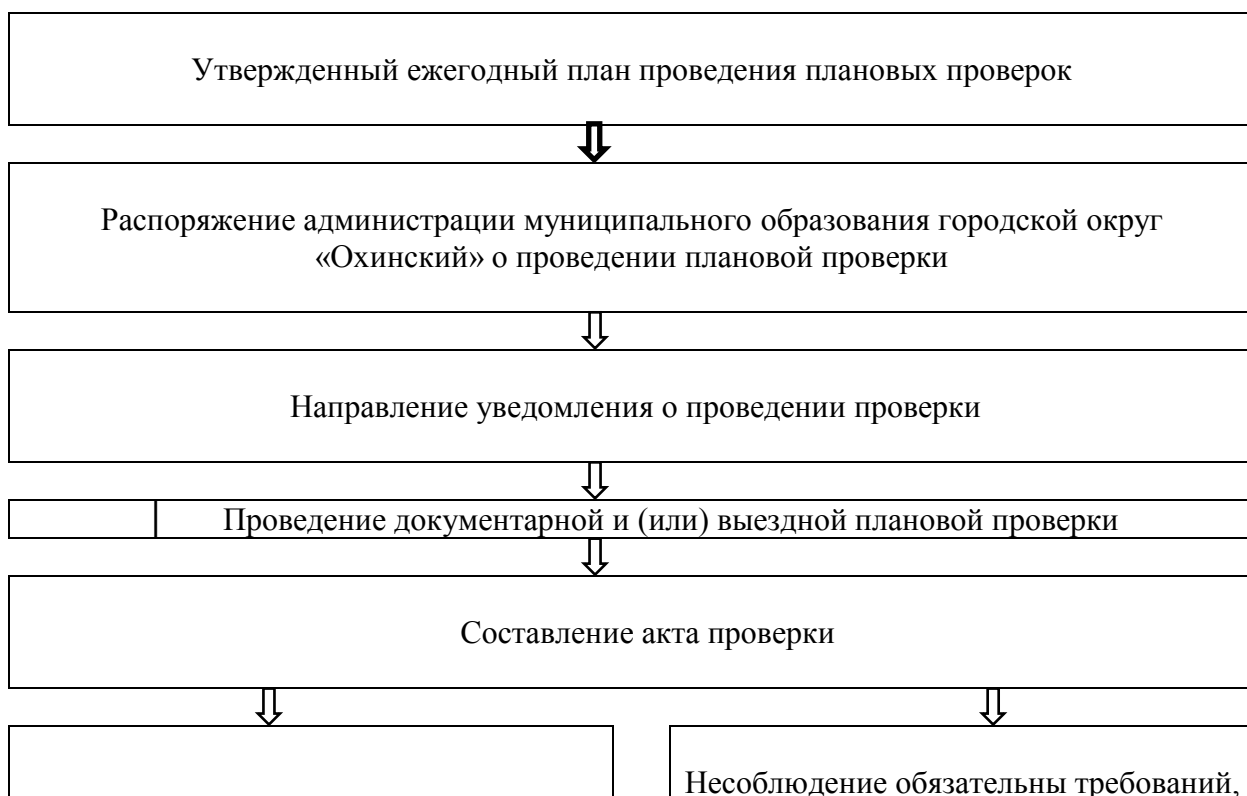 Утвержденный ежегодный план проведения плановых проверок
Распоряжение администрации муниципального образования городской округ
«Охинский» о проведении плановой проверки
Направление уведомления о проведении проверки
Проведение документарной и (или) выездной плановой проверки
Составление акта проверки
Несоблюдение обязательны требований,